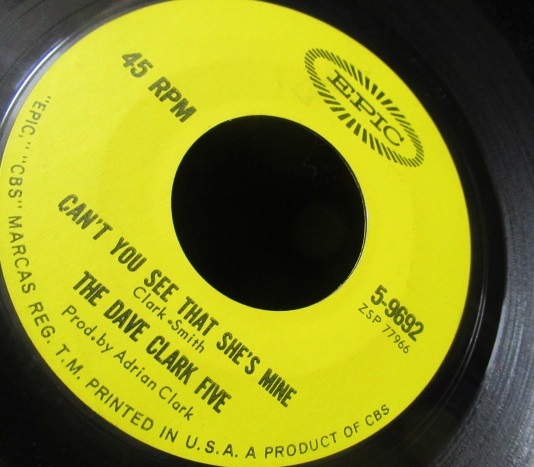 45 RPM
EPIC
5-9692
ZSP 77966
CAN'T YOU SEE THAT SHE'S MINE
Clark•Smith
THE DAVE CLARK FIVE
Prod.by Adrian Clark
"EPIC," "CBS" MARCAS REG. T.M. PRINTED IN U.S.A. A PRODUCT OF CBS